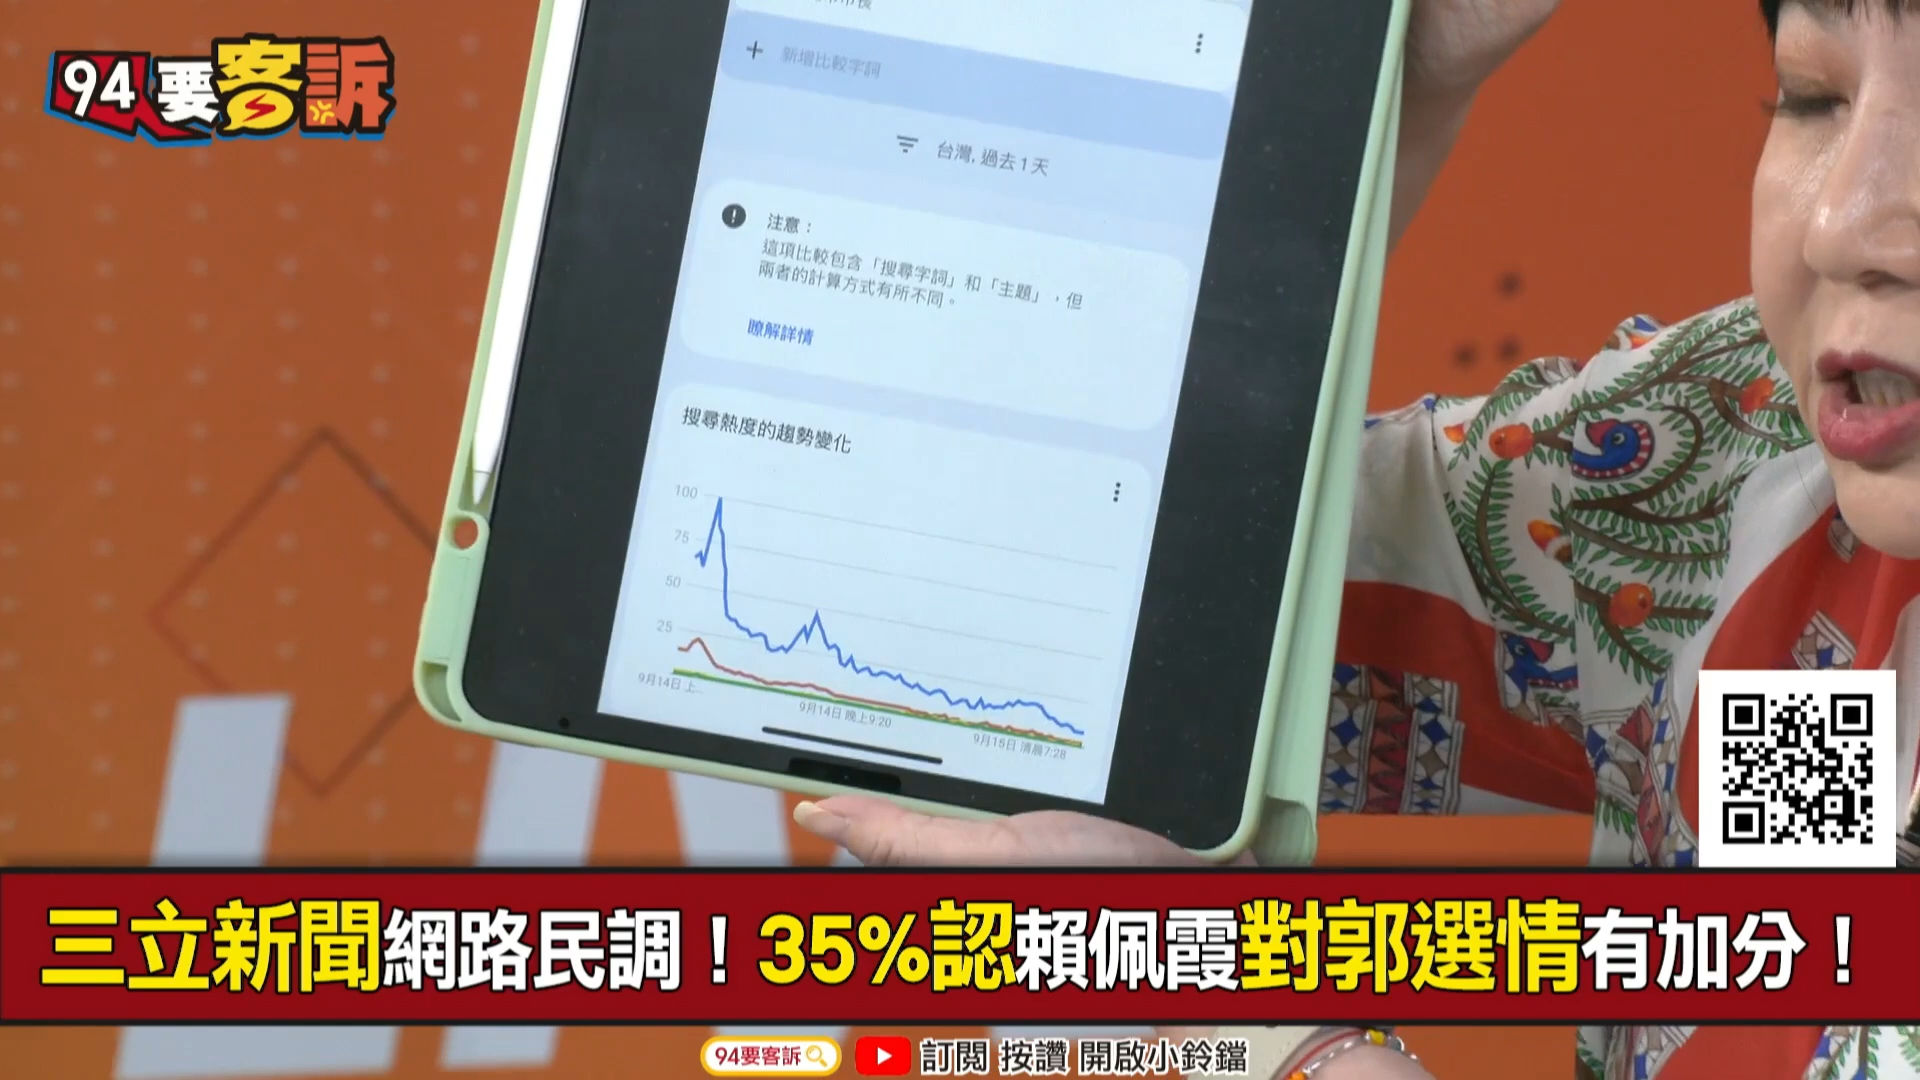 94要客訴
新增比較字詞
台灣, 過去 1 天
注意：
這項比較包含「搜尋字詞」和「主題」，但
兩者的計算方式有所不同。
瞭解詳情
搜尋熱度的趨勢變化
100
75
50
25
9月14日 上...
9月14日 晚上9:20
9月15日 清晨7:28
三立新聞網路民調！35%認賴佩霞對郭選情有加分！
94要客訴 訂閱 按讚 開啟小鈴鐺